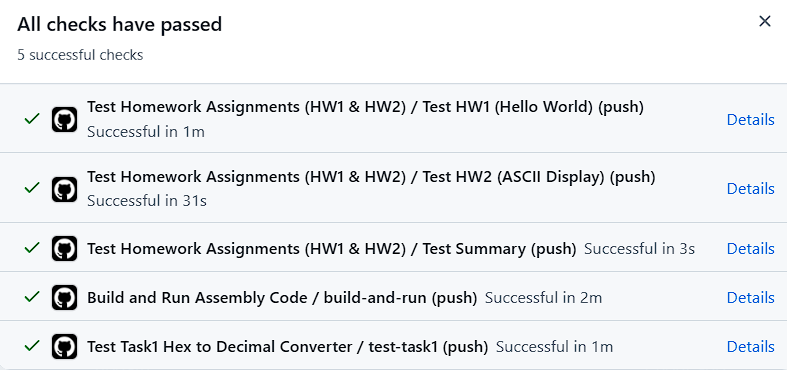 All checks have passed
5 successful checks
Test Homework Assignments (HW1 & HW2) / Test HW1 (Hello World) (push)
Successful in 1m
Details
Test Homework Assignments (HW1 & HW2) / Test HW2 (ASCII Display) (push)
Successful in 31s
Details
Test Homework Assignments (HW1 & HW2) / Test Summary (push) Successful in 3s Details
Build and Run Assembly Code / build-and-run (push) Successful in 2m Details
Test Task1 Hex to Decimal Converter / test-task1 (push) Successful in 1m Details